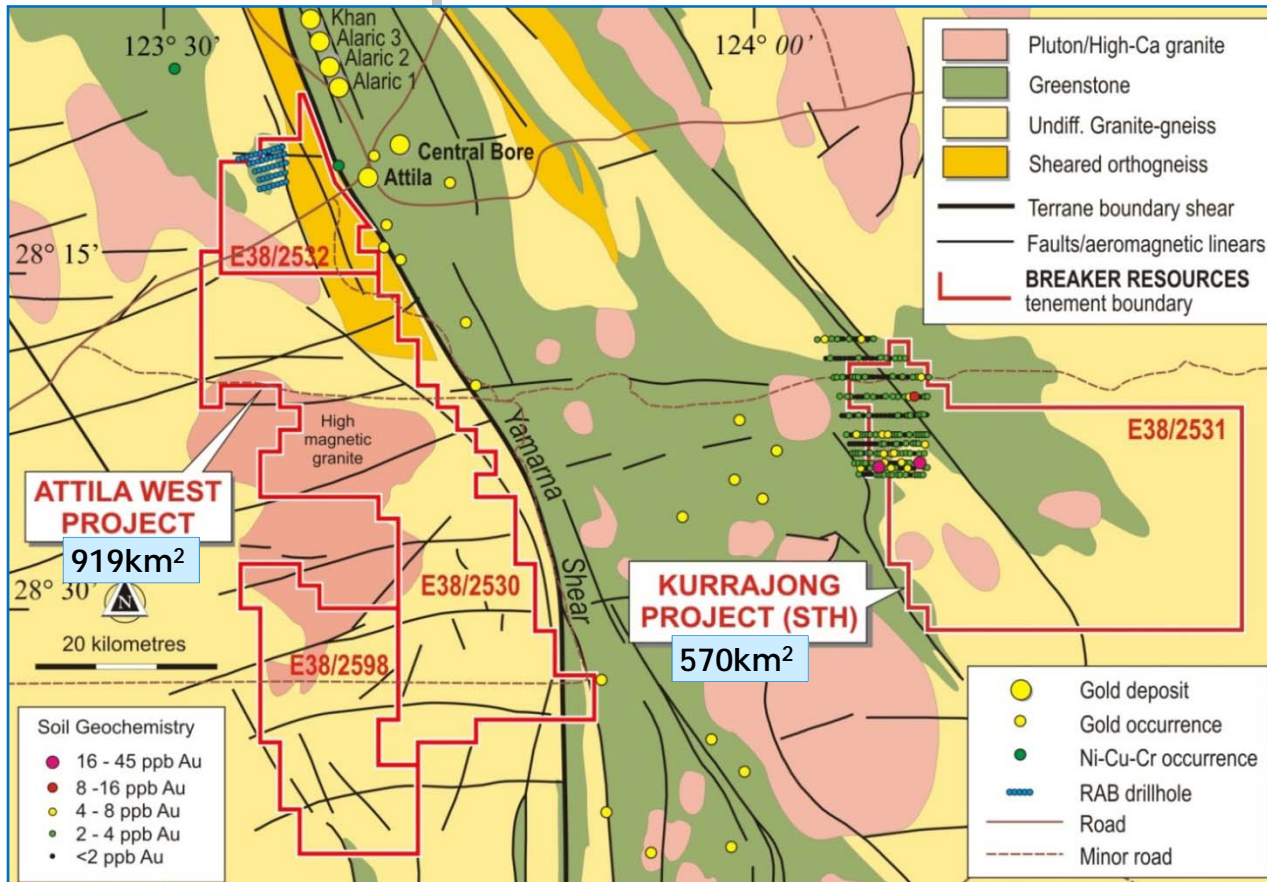 123° 30'
Khan
Alaric 3
Alaric 2
Alaric 1
124° 00'
Central Bore
Attila
28° 15'
E38/2532
Pluton/High-Ca granite
Greenstone
Undiff. Granite-gneiss
Sheared orthogneiss
Terrane boundary shear
Faults/aeromagnetic linears
BREAKER RESOURCES
tenement boundary
High
magnetic
granite
Yamarna
Shear
E38/2531
ATTILA WEST
PROJECT
919km²
28° 30'
N
20 kilometres
E38/2530
E38/2598
KURRAJONG
PROJECT (STH)
570km²
Soil Geochemistry
16 - 45 ppb Au
8 -16 ppb Au
4 - 8 ppb Au
2 - 4 ppb Au
<2 ppb Au
Gold deposit
Gold occurrence
Ni-Cu-Cr occurrence
RAB drillhole
Road
Minor road